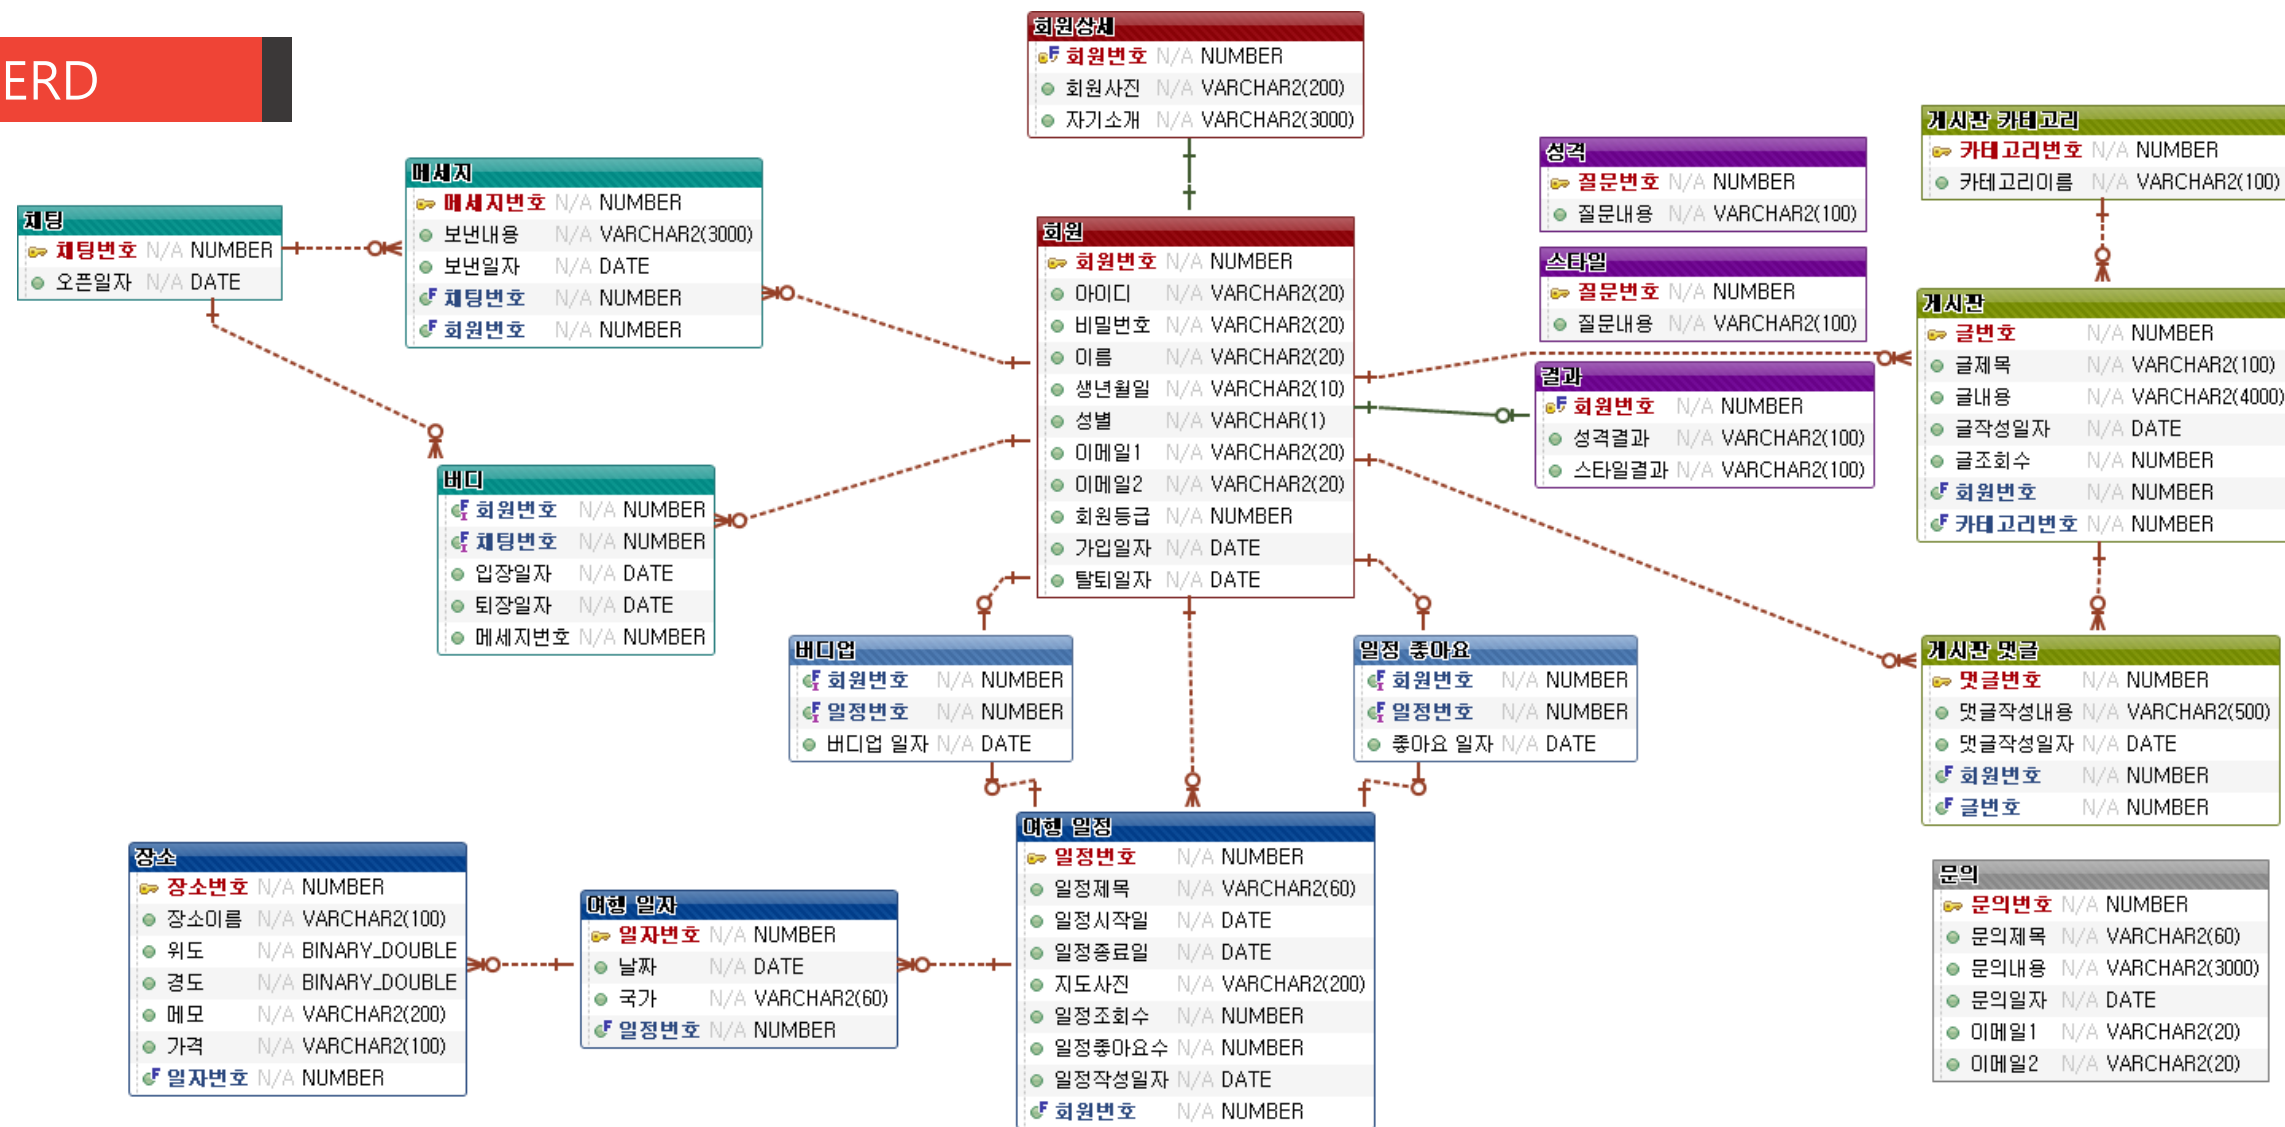 ERD
회원상세
회원번호 N/A NUMBER
회원사진 N/A VARCHAR2(200)
자기소개 N/A VARCHAR2(3000)
메세지
메세지번호 N/A NUMBER
보낸내용 N/A VARCHAR2(3000)
보낸일자 N/A DATE
채팅번호 N/A NUMBER
회원번호 N/A NUMBER
채팅
채팅번호 N/A NUMBER
오픈일자 N/A DATE
버디
회원번호 N/A NUMBER
채팅번호 N/A NUMBER
입장일자 N/A DATE
퇴장일자 N/A DATE
메세지번호 N/A NUMBER
회원
회원번호 N/A NUMBER
아이디 N/A VARCHAR2(20)
비밀번호 N/A VARCHAR2(20)
이름 N/A VARCHAR2(20)
생년월일 N/A VARCHAR2(10)
성별 N/A VARCHAR(1)
이메일1 N/A VARCHAR2(20)
이메일2 N/A VARCHAR2(20)
회원등급 N/A NUMBER
가입일자 N/A DATE
탈퇴일자 N/A DATE
성격
질문번호 N/A NUMBER
질문내용 N/A VARCHAR2(100)
스타일
질문번호 N/A NUMBER
질문내용 N/A VARCHAR2(100)
결과
회원번호 N/A NUMBER
성격결과 N/A VARCHAR2(100)
스타일결과 N/A VARCHAR2(100)
게시판 카테고리
카테고리번호 N/A NUMBER
카테고리이름 N/A VARCHAR2(100)
게시판
글번호 N/A NUMBER
글제목 N/A VARCHAR2(100)
글내용 N/A VARCHAR2(4000)
글작성일자 N/A DATE
글조회수 N/A NUMBER
회원번호 N/A NUMBER
카테고리번호 N/A NUMBER
게시판 댓글
댓글번호 N/A NUMBER
댓글작성내용 N/A VARCHAR2(500)
댓글작성일자 N/A DATE
회원번호 N/A NUMBER
글번호 N/A NUMBER
버디업
회원번호 N/A NUMBER
일정번호 N/A NUMBER
버디업 일자 N/A DATE
일정 좋아요
회원번호 N/A NUMBER
일정번호 N/A NUMBER
좋아요 일자 N/A DATE
장소
장소번호 N/A NUMBER
장소이름 N/A VARCHAR2(100)
위도 N/A BINARY_DOUBLE
경도 N/A BINARY_DOUBLE
메모 N/A VARCHAR2(200)
가격 N/A VARCHAR2(100)
일자번호 N/A NUMBER
여행 일자
일자번호 N/A NUMBER
날짜 N/A DATE
국가 N/A VARCHAR2(60)
일정번호 N/A NUMBER
여행 일정
일정번호 N/A NUMBER
일정제목 N/A VARCHAR2(60)
일정시작일 N/A DATE
일정종료일 N/A DATE
지도사진 N/A VARCHAR2(200)
일정조회수 N/A NUMBER
일정좋아요수 N/A NUMBER
일정작성일자 N/A DATE
회원번호 N/A NUMBER
문의
문의번호 N/A NUMBER
문의제목 N/A VARCHAR2(60)
문의내용 N/A VARCHAR2(3000)
문의일자 N/A DATE
이메일1 N/A VARCHAR2(20)
이메일2 N/A VARCHAR2(20)